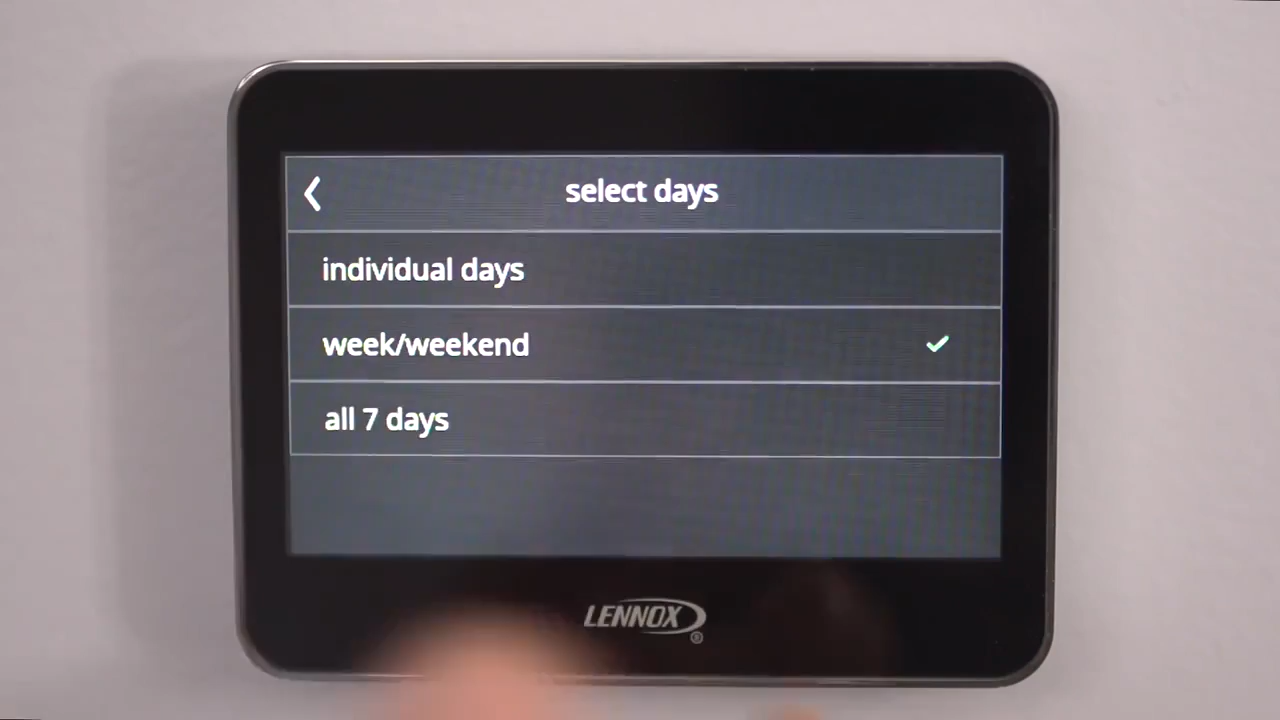 select days
individual days
week/weekend
all 7 days
LENNOX®